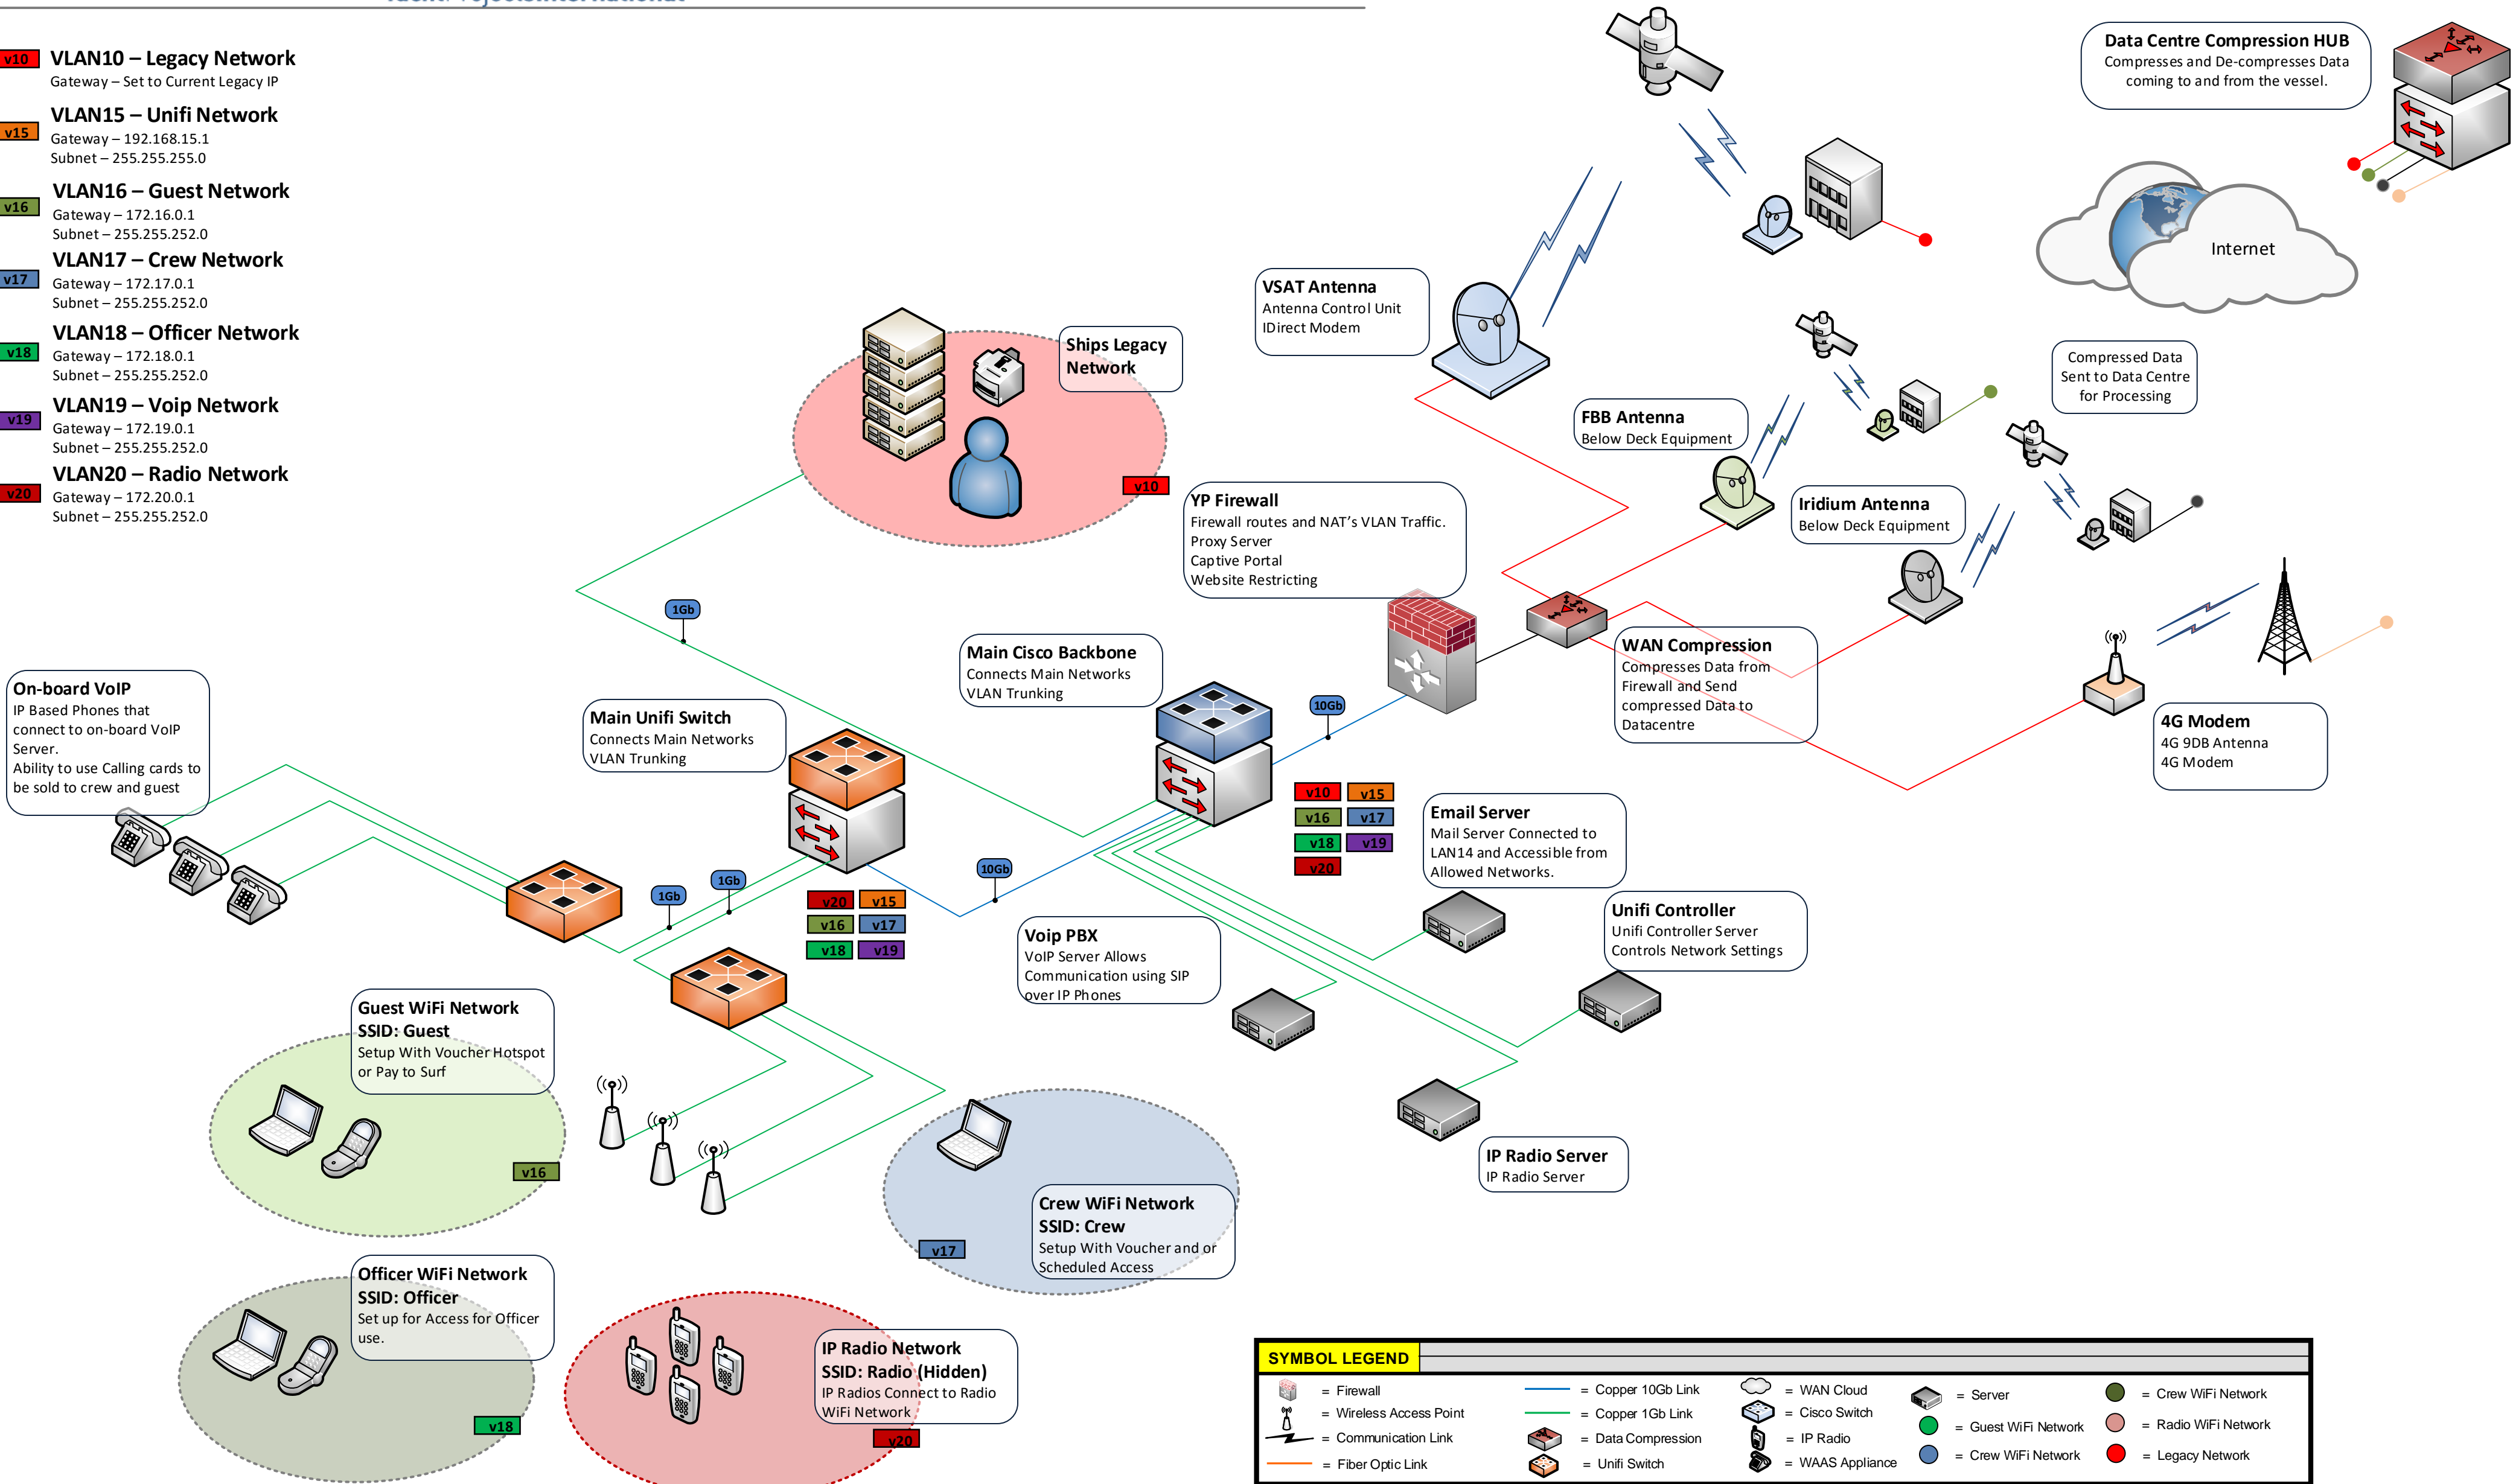 v10
VLAN10 – Legacy Network
Gateway – Set to Current Legacy IP
v15
VLAN15 – Unifi Network
Gateway – 192.168.15.1
Subnet – 255.255.255.0
v16
VLAN16 – Guest Network
Gateway – 172.16.0.1
Subnet – 255.255.252.0
v17
VLAN17 – Crew Network
Gateway – 172.17.0.1
Subnet – 255.255.252.0
v18
VLAN18 – Officer Network
Gateway – 172.18.0.1
Subnet – 255.255.252.0
v19
VLAN19 – Voip Network
Gateway – 172.19.0.1
Subnet – 255.255.252.0
v20
VLAN20 – Radio Network
Gateway – 172.20.0.1
Subnet – 255.255.252.0
Data Centre Compression HUB
Compresses and De-compresses Data
coming to and from the vessel.
Internet
VSAT Antenna
Antenna Control Unit
IDirect Modem
Ships Legacy
Network
v10
Compressed Data
Sent to Data Centre
for Processing
FBB Antenna
Below Deck Equipment
Iridium Antenna
Below Deck Equipment
YP Firewall
Firewall routes and NAT's VLAN Traffic.
Proxy Server
Captive Portal
Website Restricting
1Gb
WAN Compression
Compresses Data from
Firewall and Send
compressed Data to
Datacentre
Main Cisco Backbone
Connects Main Networks
VLAN Trunking
10Gb
4G Modem
4G 9DB Antenna
4G Modem
On-board VoIP
IP Based Phones that
connect to on-board VoIP
Server.
Ability to use Calling cards to
be sold to crew and guest
Main Unifi Switch
Connects Main Networks
VLAN Trunking
v10 v15
v16 v17
v18 v19
v20
Email Server
Mail Server Connected to
LAN14 and Accessible from
Allowed Networks.
1Gb
1Gb
10Gb
v20 v15
v16 v17
v18 v19
Voip PBX
VoIP Server Allows
Communication using SIP
over IP Phones
Unifi Controller
Unifi Controller Server
Controls Network Settings
Guest WiFi Network
SSID: Guest
Setup With Voucher Hotspot
or Pay to Surf
v16
IP Radio Server
IP Radio Server
Crew WiFi Network
SSID: Crew
Setup With Voucher and or
Scheduled Access
v17
Officer WiFi Network
SSID: Officer
Set up for Access for Officer
use.
v18
IP Radio Network
SSID: Radio (Hidden)
IP Radios Connect to Radio
WiFi Network
v20
SYMBOL LEGEND
= Firewall
= Wireless Access Point
= Communication Link
= Fiber Optic Link
= Copper 10Gb Link
= Copper 1Gb Link
= Data Compression
= Unifi Switch
= WAN Cloud
= Cisco Switch
= IP Radio
= WAAS Appliance
= Server
= Guest WiFi Network
= Crew WiFi Network
= Crew WiFi Network
= Radio WiFi Network
= Legacy Network